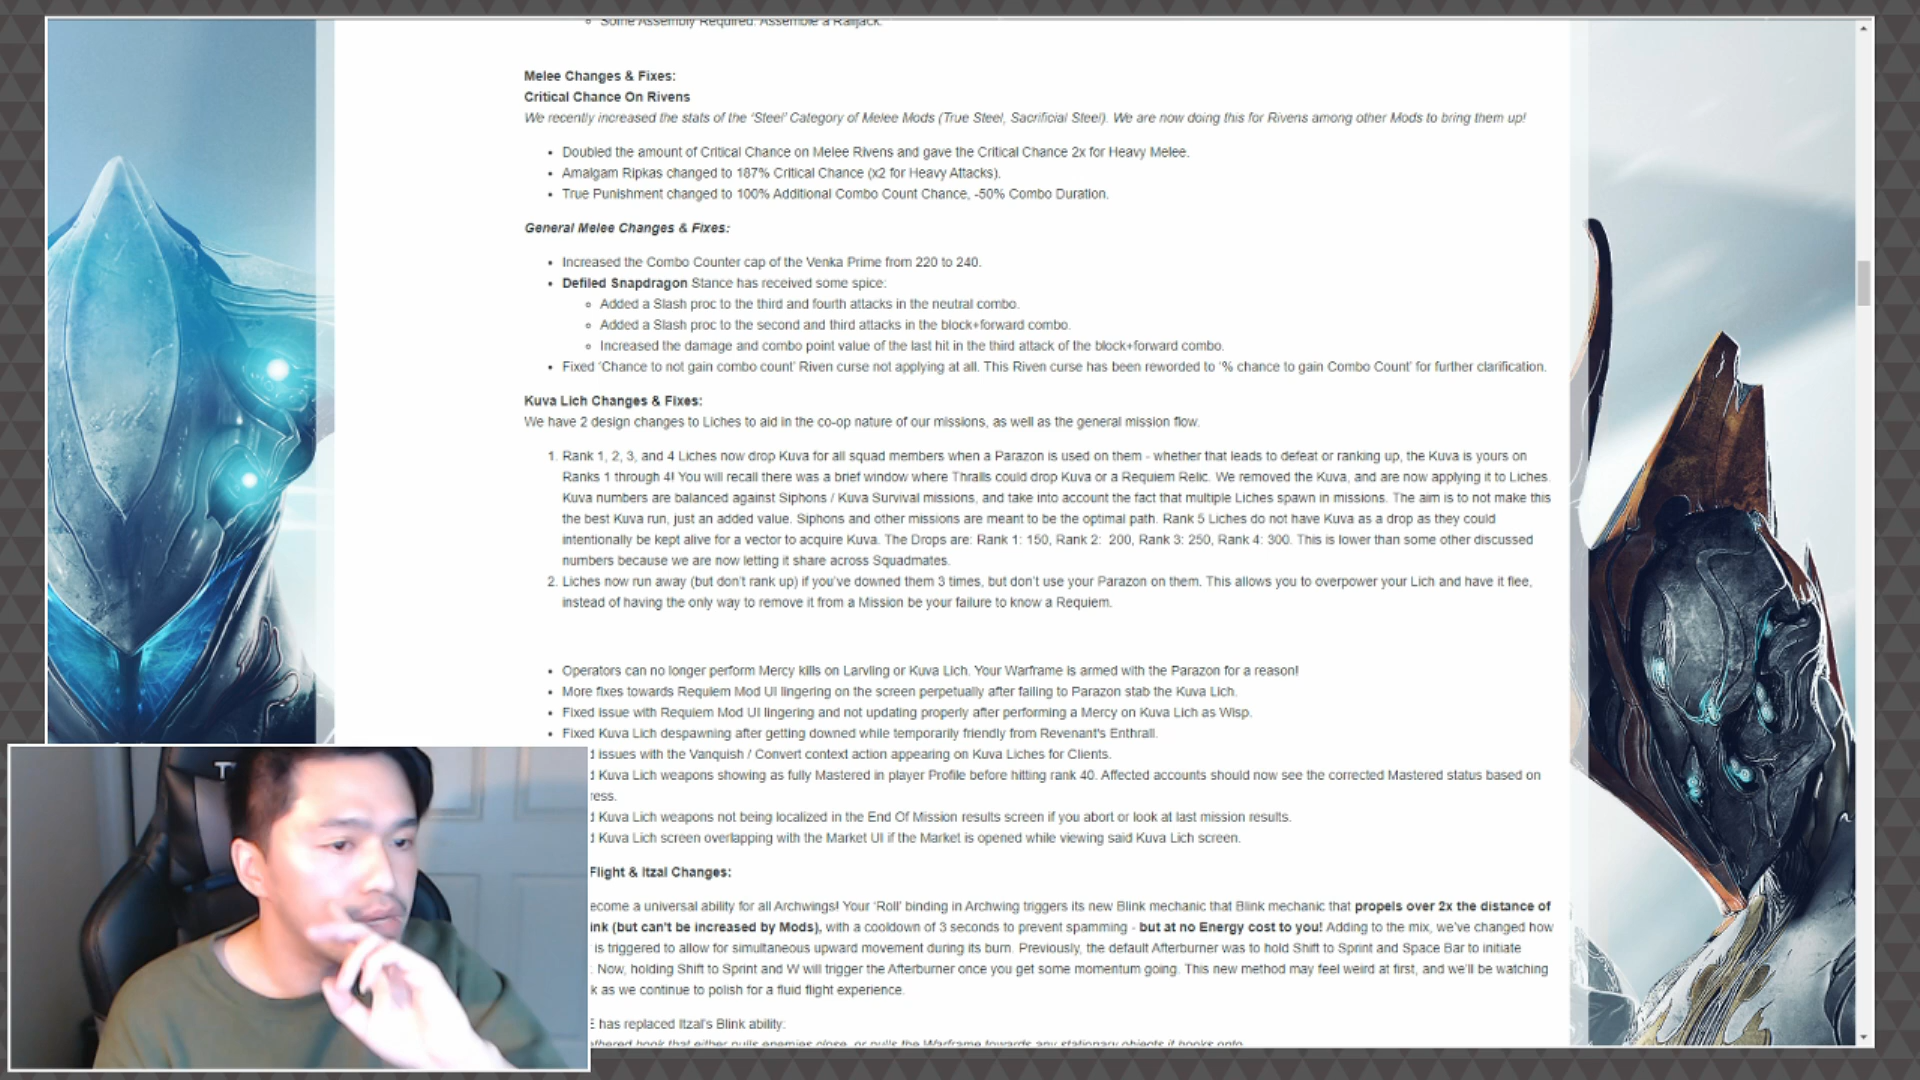 Some Assembly Required: Assemble a Railjack.
Melee Changes & Fixes:
Critical Chance On Rivens
We recently increased the stats of the 'Steel' Category of Melee Mods (True Steel, Sacrificial Steel). We are now doing this for Rivens among other Mods to bring them up!
• Doubled the amount of Critical Chance on Melee Rivens and gave the Critical Chance 2x for Heavy Melee.
• Amalgam Ripkas changed to 187% Critical Chance (x2 for Heavy Attacks).
• True Punishment changed to 100% Additional Combo Count Chance, -50% Combo Duration.
General Melee Changes & Fixes:
• Increased the Combo Counter cap of the Venka Prime from 220 to 240.
• Defiled Snapdragon Stance has received some spice:
Added a Slash proc to the third and fourth attacks in the neutral combo.
Added a Slash proc to the second and third attacks in the block+forward combo.
Increased the damage and combo point value of the last hit in the third attack of the block+forward combo.
• Fixed 'Chance to not gain combo count' Riven curse not applying at all. This Riven curse has been reworded to '% chance to gain Combo Count' for further clarification.
Kuva Lich Changes & Fixes:
We have 2 design changes to Liches to aid in the co-op nature of our missions, as well as the general mission flow.
1. Rank 1, 2, 3, and 4 Liches now drop Kuva for all squad members when a Parazon is used on them - whether that leads to defeat or ranking up, the Kuva is yours on
Ranks 1 through 4! You will recall there was a brief window where Thralls could drop Kuva or a Requiem Relic. We removed the Kuva, and are now applying it to Liches.
Kuva numbers are balanced against Siphons / Kuva Survival missions, and take into account the fact that multiple Liches spawn in missions. The aim is to not make this
the best Kuva run, just an added value. Siphons and other missions are meant to be the optimal path. Rank 5 Liches do not have Kuva as a drop as they could
intentionally be kept alive for a vector to acquire Kuva. The Drops are: Rank 1: 150, Rank 2: 200, Rank 3: 250, Rank 4: 300. This is lower than some other discussed
numbers because we are now letting it share across Squadmates.
2. Liches now run away (but don't rank up) if you've downed them 3 times, but don't use your Parazon on them. This allows you to overpower your Lich and have it flee,
instead of having the only way to remove it from a Mission be your failure to know a Requiem.
• Operators can no longer perform Mercy kills on Larvling or Kuva Lich. Your Warframe is armed with the Parazon for a reason!
• More fixes towards Requiem Mod UI lingering on the screen perpetually after failing to Parazon stab the Kuva Lich.
• Fixed issue with Requiem Mod UI lingering and not updating properly after performing a Mercy on Kuva Lich as Wisp.
• Fixed Kuva Lich despawning after getting downed while temporarily friendly from Revenant's Enthrall.
issues with the Vanquish / Convert context action appearing on Kuva Liches for Clients.
Kuva Lich weapons showing as fully Mastered in player Profile before hitting rank 40. Affected accounts should now see the corrected Mastered status based on
ress.
Kuva Lich weapons not being localized in the End Of Mission results screen if you abort or look at last mission results.
Kuva Lich screen overlapping with the Market UI if the Market is opened while viewing said Kuva Lich screen.
Flight & Itzal Changes:
ecome a universal ability for all Archwings! Your 'Roll' binding in Archwing triggers its new Blink mechanic that Blink mechanic that propels over 2x the distance of
ink (but can't be increased by Mods), with a cooldown of 3 seconds to prevent spamming - but at no Energy cost to you! Adding to the mix, we've changed how
is triggered to allow for simultaneous upward movement during its burn. Previously, the default Afterburner was to hold Shift to Sprint and Space Bar to initiate
: Now, holding Shift to Sprint and W will trigger the Afterburner once you get some momentum going. This new method may feel weird at first, and we'll be watching
k as we continue to polish for a fluid flight experience.
E has replaced Itzal's Blink ability:
thered hook that either pulls enemies close, or pulls the Warframe towards any stationary objects it hooks onto.